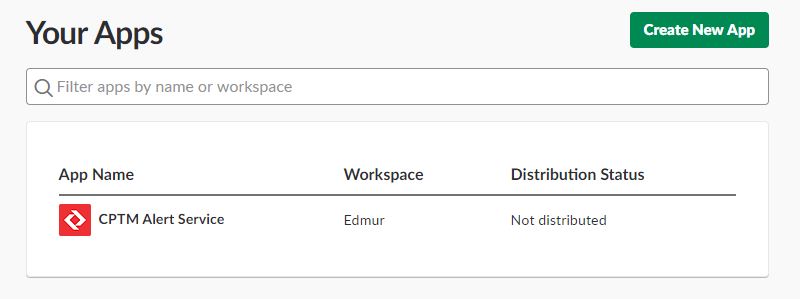 Your Apps
Create New App
Filter apps by name or workspace
App Name Workspace Distribution Status
CPTM Alert Service Edmur Not distributed